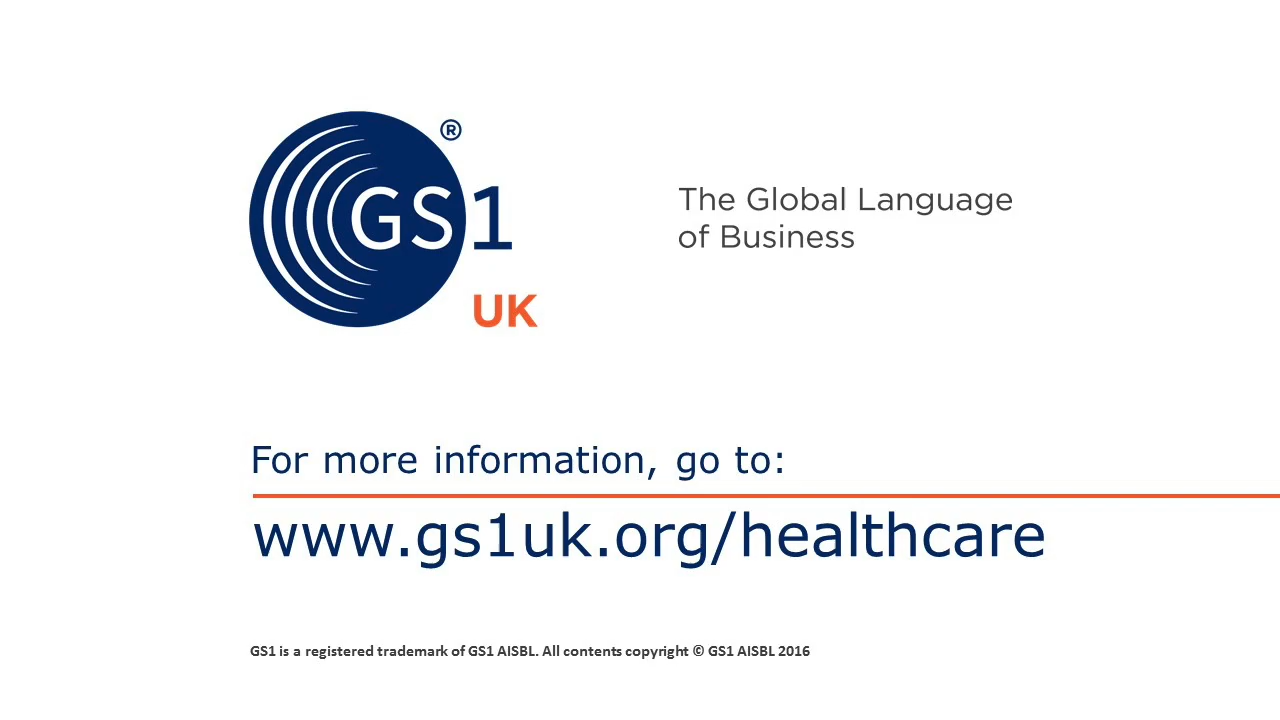 GS1®
UK
The Global Language
of Business
For more information, go to:
www.gs1uk.org/healthcare
GS1 is a registered trademark of GS1 AISBL. All contents copyright © GS1 AISBL 2016